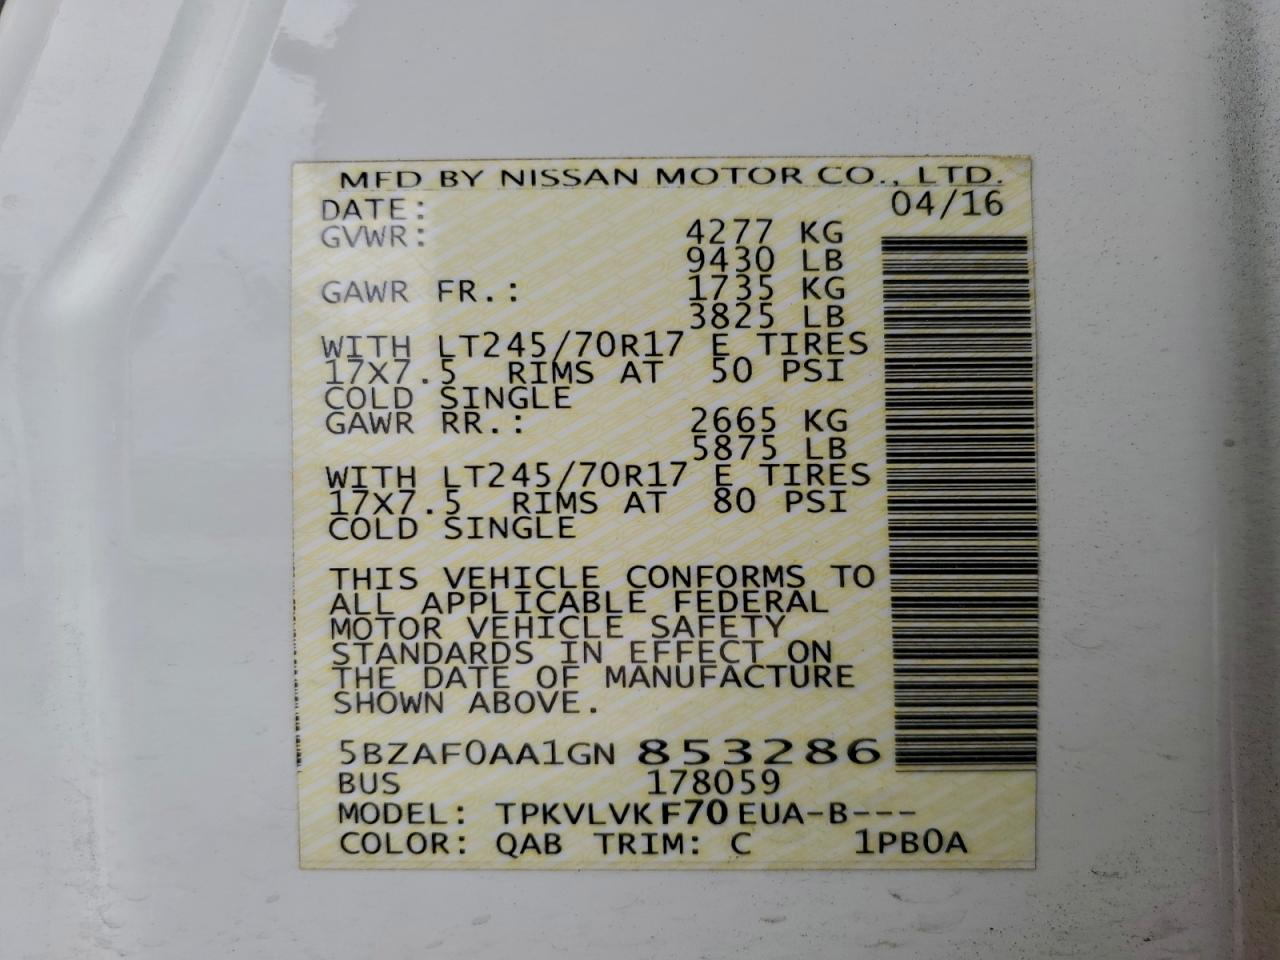 MFD BY NISSAN MOTOR CO., LTD.
DATE: 04/16
GVWR: 4277 KG
9430 LB
GAWR FR.: 1735 KG
3825 LB
WITH LT245/70R17 E TIRES
17X7.5 RIMS AT 50 PSI
COLD SINGLE
GAWR RR.: 2665 KG
5875 LB
WITH LT245/70R17 E TIRES
17X7.5 RIMS AT 80 PSI
COLD SINGLE
THIS VEHICLE CONFORMS TO
ALL APPLICABLE FEDERAL
MOTOR VEHICLE SAFETY
STANDARDS IN EFFECT ON
THE DATE OF MANUFACTURE
SHOWN ABOVE.
5BZAF0AA1GN 853286
BUS 178059
MODEL: TPKVLVK F70 EUA-B---
COLOR: QAB TRIM: C 1PB0A